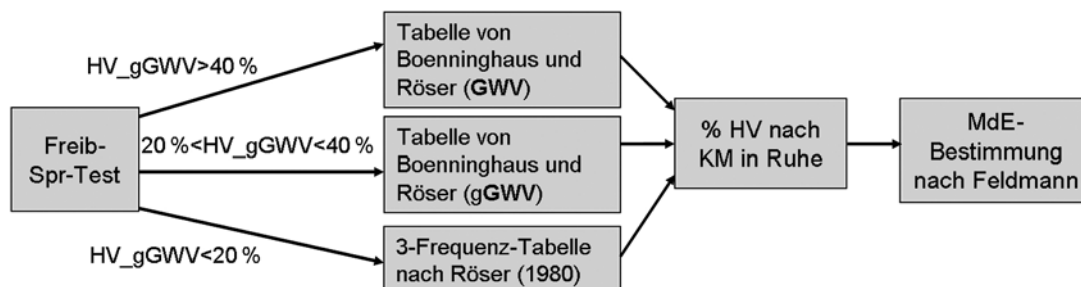 Freib-
Spr-Test
HV_gGWV>40 %
20 %<HV_gGWV<40 %
HV_gGWV<20 %
Tabelle von
Boenninghaus und
Röser (GWV)
Tabelle von
Boenninghaus und
Röser (gGWV)
3-Frequenz-Tabelle
nach Röser (1980)
% HV nach
KM in Ruhe
MdE-
Bestimmung
nach Feldmann